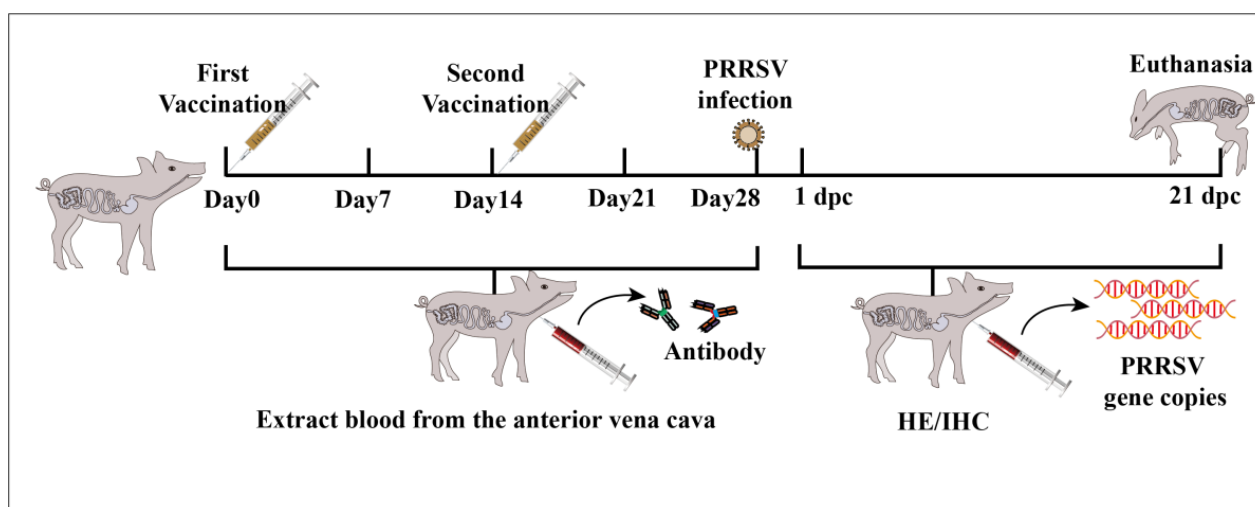 First
Vaccination
Second
Vaccination
PRRSV
infection
Euthanasia
Day0
Day7
Day14
Day21
Day28
1 dpc
21 dpc
Antibody
PRRSV
gene copies
Extract blood from the anterior vena cava
HE/IHC